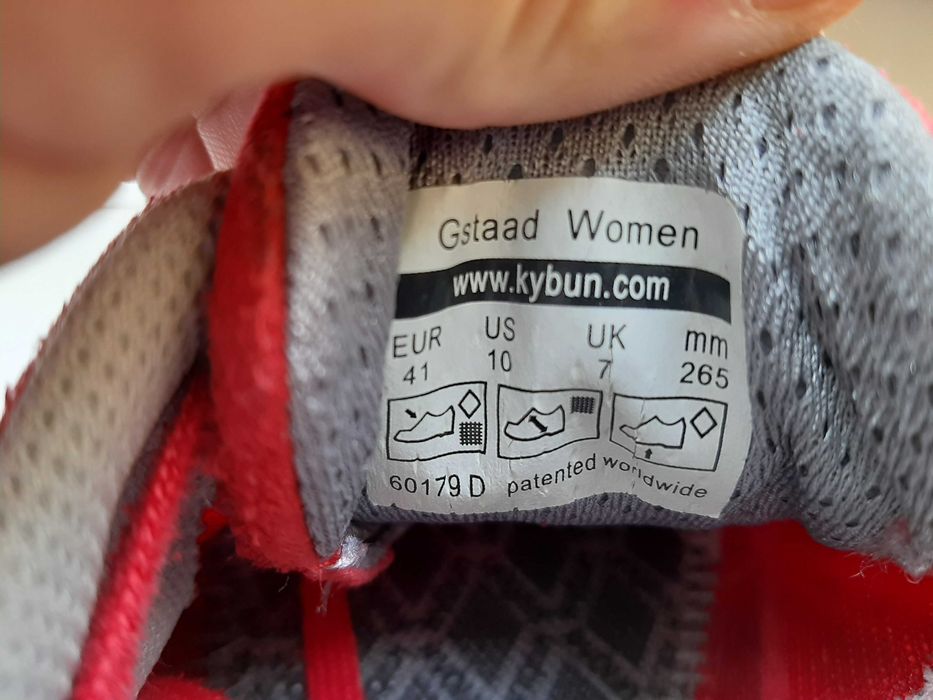 Gstaad Women
www.kybun.com
EUR US UK mm
41 10 7 265
60179 D patented worldwide